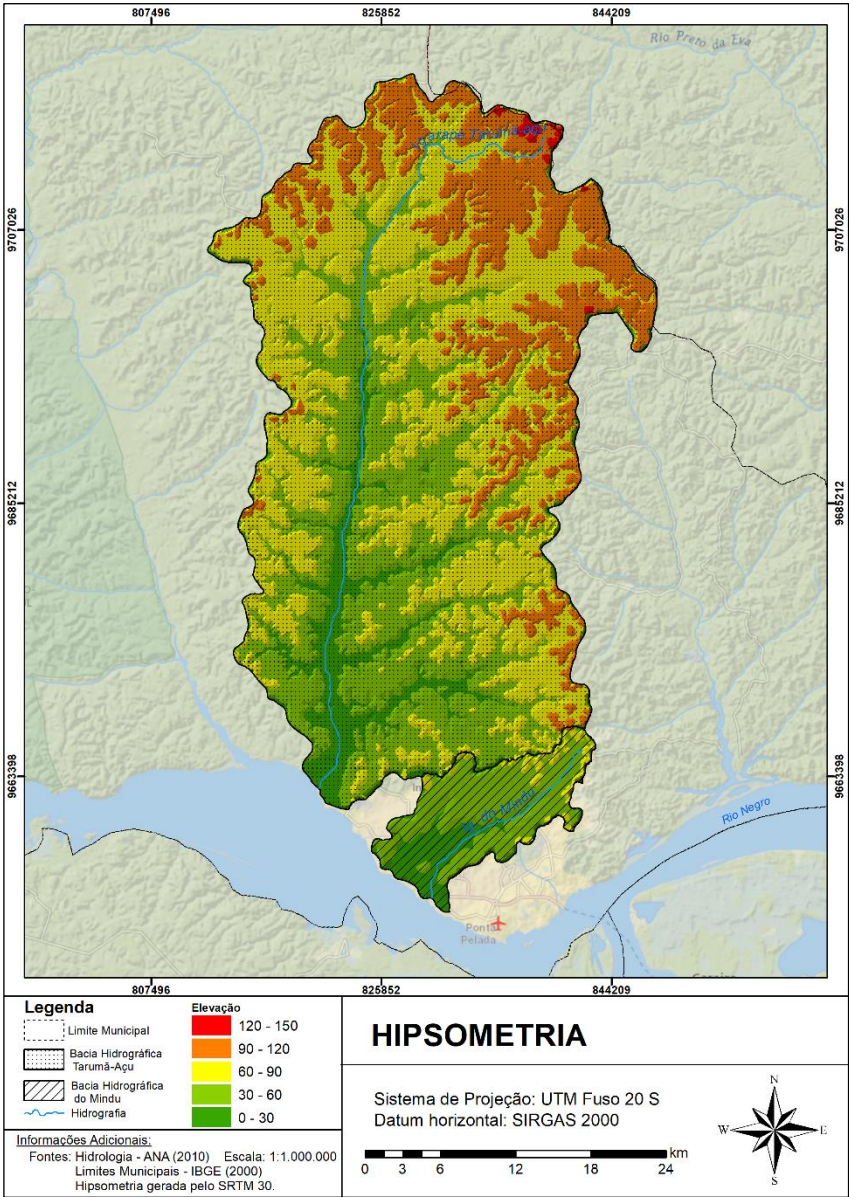 807496 825852 844209
Rio Preto da Eva
Igarapé Tarumã-açu
9707026 9707026
9685212 9685212
9663398 9663398
Ig. do Mindu
Rio Negro
Ponta
Pelada
807496 825852 844209
Legenda
Limite Municipal
Bacia Hidrográfica
Tarumã-Açu
Bacia Hidrográfica
do Mindu
Hidrografia
Elevação
120 - 150
90 - 120
60 - 90
30 - 60
0 - 30
Informações Adicionais:
Fontes: Hidrologia - ANA (2010) Escala: 1:1.000.000
Limites Municipais - IBGE (2000)
Hipsometria gerada pelo SRTM 30.
HIPSOMETRIA
Sistema de Projeção: UTM Fuso 20 S
Datum horizontal: SIRGAS 2000
km
0 3 6 12 18 24
N
W E
S